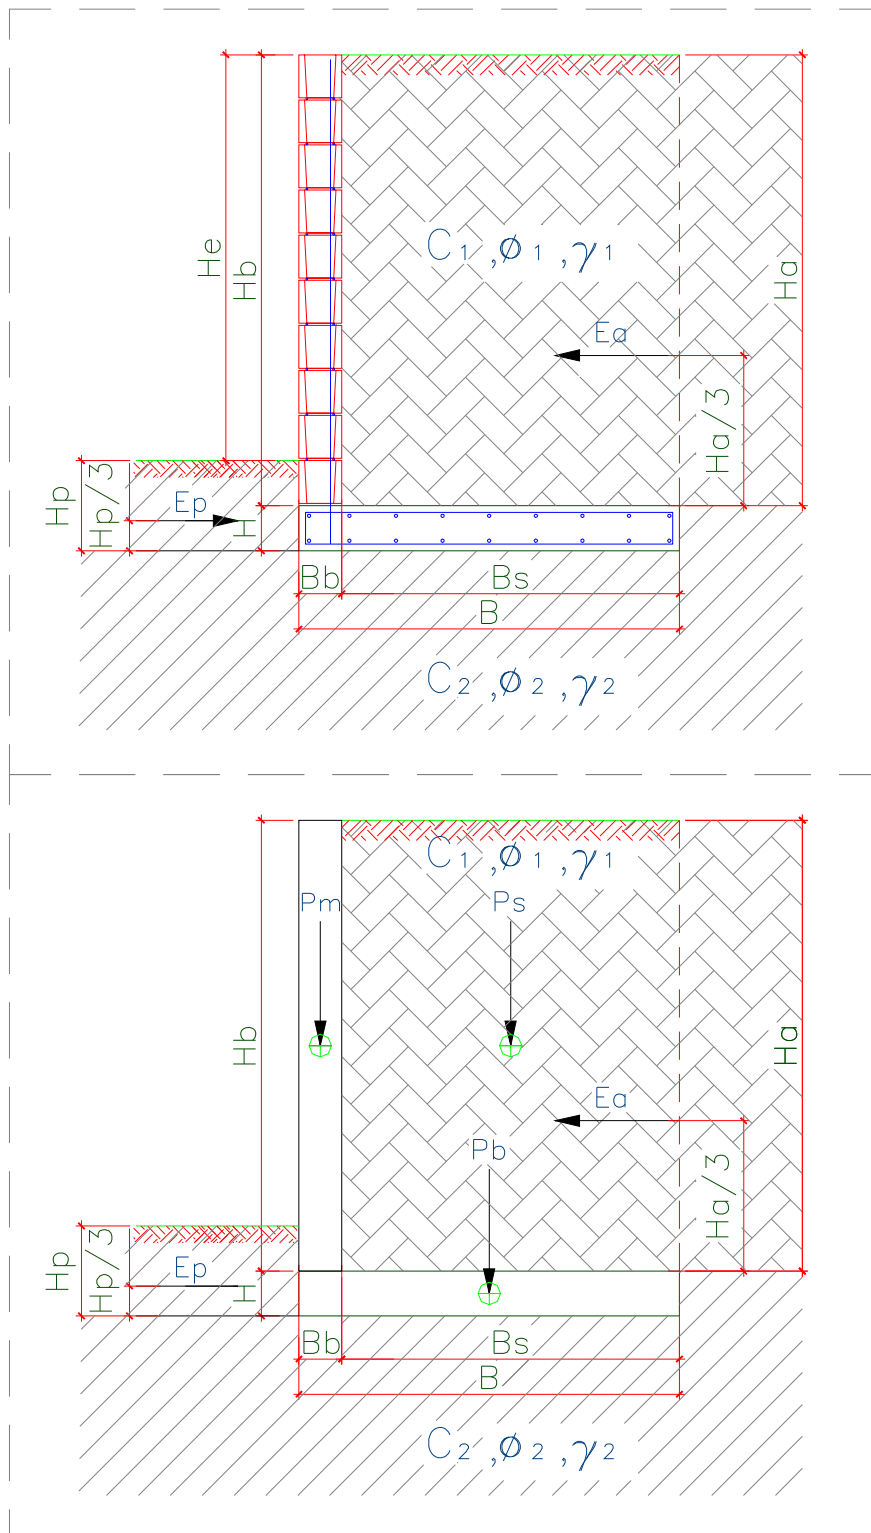 He
Hb
C1 ,ø1 ,γ1
Ha
Ea
Ha/3
Hp
Hp/3
Ep
H
Bb
Bs
B
C2 ,ø2 ,γ2
C1 ,ø1 ,γ1
Pm
Ps
Hb
Ha
Ea
Pb
Ha/3
Hp
Hp/3
Ep
H
Bb
Bs
B
C2 ,ø2 ,γ2